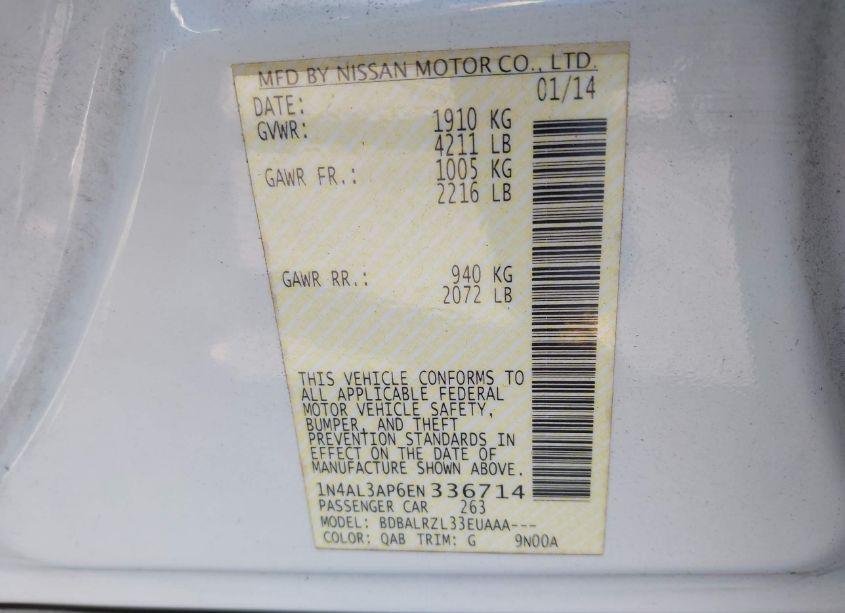 MFD BY NISSAN MOTOR CO., LTD.
DATE: 01/14
GVWR: 1910 KG
4211 LB
GAWR FR.: 1005 KG
2216 LB
GAWR RR.: 940 KG
2072 LB
THIS VEHICLE CONFORMS TO
ALL APPLICABLE FEDERAL
MOTOR VEHICLE SAFETY,
BUMPER, AND THEFT
PREVENTION STANDARDS IN
EFFECT ON THE DATE OF
MANUFACTURE SHOWN ABOVE.
1N4AL3AP6EN336714
PASSENGER CAR 263
MODEL: BDBALRZL33EUAAA---
COLOR: QAB TRIM: G 9N00A